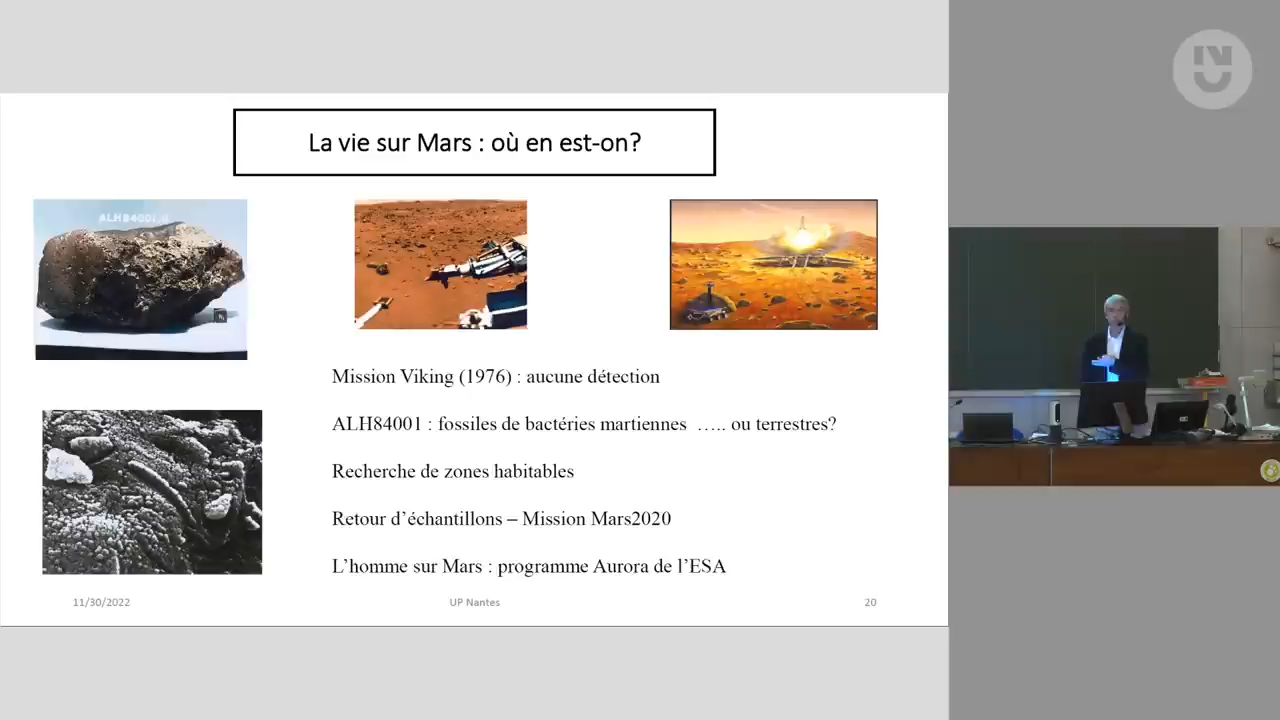 La vie sur Mars : où en est-on?
ALH84001,0
Mission Viking (1976) : aucune détection
ALH84001 : fossiles de bactéries martiennes ….. ou terrestres?
Recherche de zones habitables
Retour d’échantillons – Mission Mars2020
L’homme sur Mars : programme Aurora de l’ESA
11/30/2022
UP Nantes
20